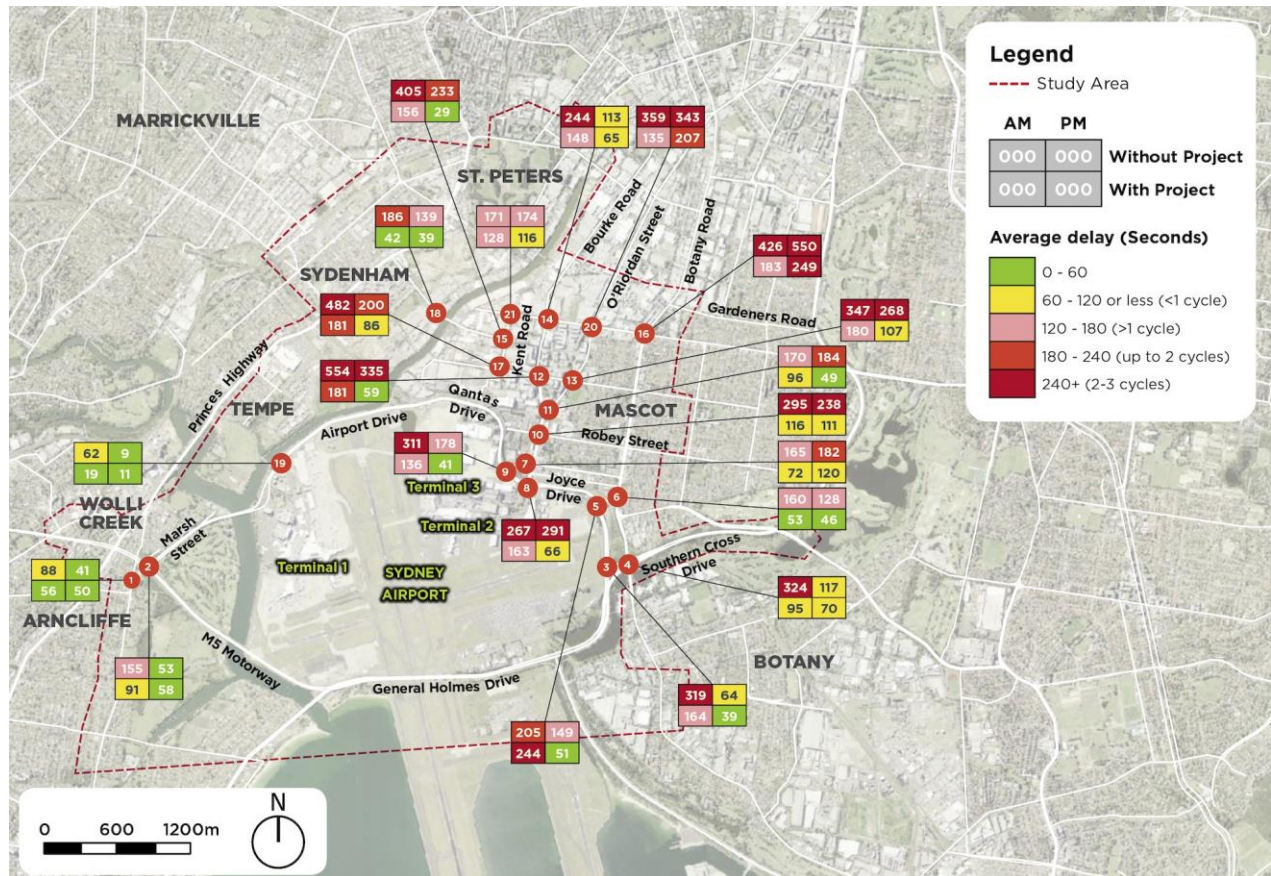 Legend
Study Area
AM PM
000 000 Without Project
000 000 With Project
Average delay (Seconds)
0 - 60
60 - 120 or less (<1 cycle)
120 - 180 (>1 cycle)
180 - 240 (up to 2 cycles)
240+ (2-3 cycles)
MARRICKVILLE
405 233
156 29
244 113
148 65
359 343
135 207
ST. PETERS
Bourke Road
O'Riordan Street
Botany Road
186 139
42 39
171 174
128 116
426 550
183 249
SYDENHAM
482 200
181 86
18
21
14
20
16
15
Kent Road
Gardeners Road
347 268
180 107
17
554 335
181 59
12
13
170 184
96 49
Princes Highway
TEMPE
Qantas
Drive
11
MASCOT
Airport Drive
10
Robey Street
295 238
116 111
62 9
19 11
19
311 178
136 41
9
7
165 182
72 120
Terminal 3
8
Joyce
Drive
5
6
160 128
53 46
WOLLI
CREEK
Marsh
Street
Terminal 2
267 291
163 66
Terminal 1
SYDNEY
AIRPORT
3
4
Southern Cross
Drive
88 41
56 50
1
2
324 117
95 70
ARNCLIFFE
M5 Motorway
155 53
91 58
BOTANY
General Holmes Drive
319 64
164 39
205 149
244 51
N
0 600 1200m